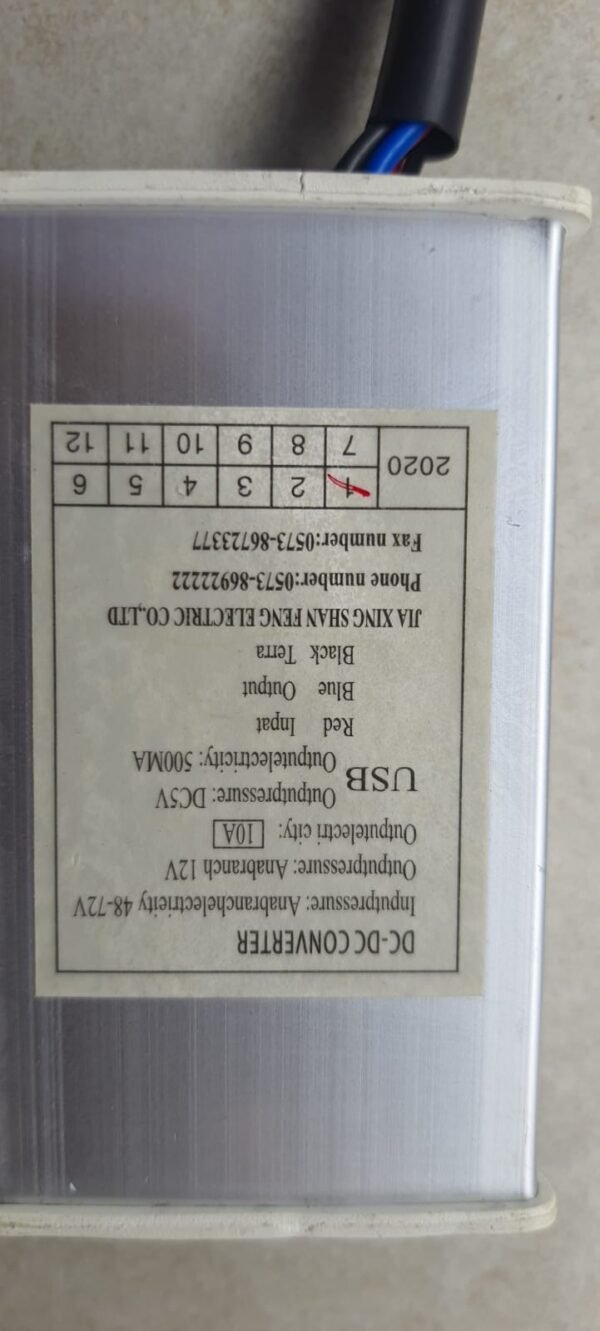 DC-DC CONVERTER
Inputpressure: Anabranchelectricity 48-72V
Outputpressure: Anabranch 12V
Outputelectri city: 10A
USB
Outputpressure: DC5V
Outputelectricity: 500MA
Red Inpat
Blue Output
Black Terra
JIA XING SHAN FENG ELECTRIC CO.,LTD
Phone number:0573-86922222
Fax number:0573-86723377
2020
1 2 3 4 5 6
7 8 9 10 11 12